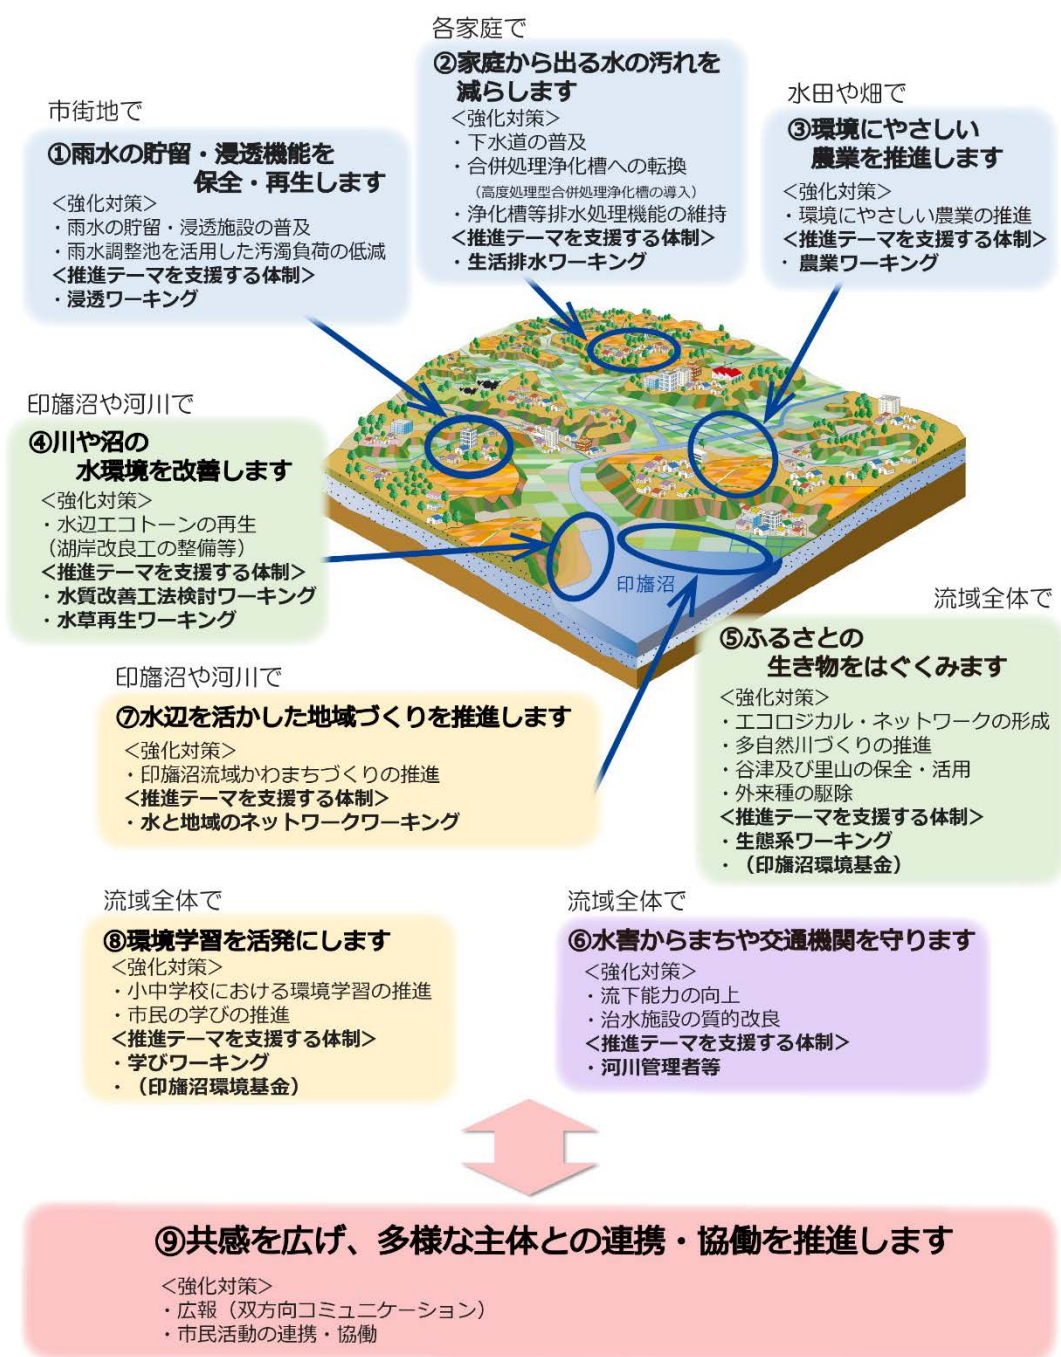 各家庭で
②家庭から出る水の汚れを
減らします
<強化対策>
・下水道の普及
・合併処理浄化槽への転換
（高度処理型合併処理浄化槽の導入）
・浄化槽等排水処理機能の維持
<推進テーマを支援する体制>
・生活排水ワーキング
市街地で
①雨水の貯留・浸透機能を
保全・再生します
<強化対策>
・雨水の貯留・浸透施設の普及
・雨水調整池を活用した汚濁負荷の低減
<推進テーマを支援する体制>
・浸透ワーキング
水田や畑で
③環境にやさしい
農業を推進します
<強化対策>
・環境にやさしい農業の推進
<推進テーマを支援する体制>
・農業ワーキング
印旛沼や河川で
④川や沼の
水環境を改善します
<強化対策>
・水辺エコトーンの再生
（湖岸改良工の整備等）
<推進テーマを支援する体制>
・水質改善工法検討ワーキング
・水草再生ワーキング
印旛沼
流域全体で
⑤ふるさとの
生き物をはぐくみます
<強化対策>
・エコロジカル・ネットワークの形成
・多自然川づくりの推進
・谷津及び里山の保全・活用
・外来種の駆除
<推進テーマを支援する体制>
・生態系ワーキング
・（印旛沼環境基金）
印旛沼や河川で
⑦水辺を活かした地域づくりを推進します
<強化対策>
・印旛沼流域かわまちづくりの推進
<推進テーマを支援する体制>
・水と地域のネットワークワーキング
流域全体で
⑧環境学習を活発にします
<強化対策>
・小中学校における環境学習の推進
・市民の学びの推進
<推進テーマを支援する体制>
・学びワーキング
・（印旛沼環境基金）
流域全体で
⑥水害からまちや交通機関を守ります
<強化対策>
・流下能力の向上
・治水施設の質的改良
<推進テーマを支援する体制>
・河川管理者等
⑨共感を広げ、多様な主体との連携・協働を推進します
<強化対策>
・広報（双方向コミュニケーション）
・市民活動の連携・協働